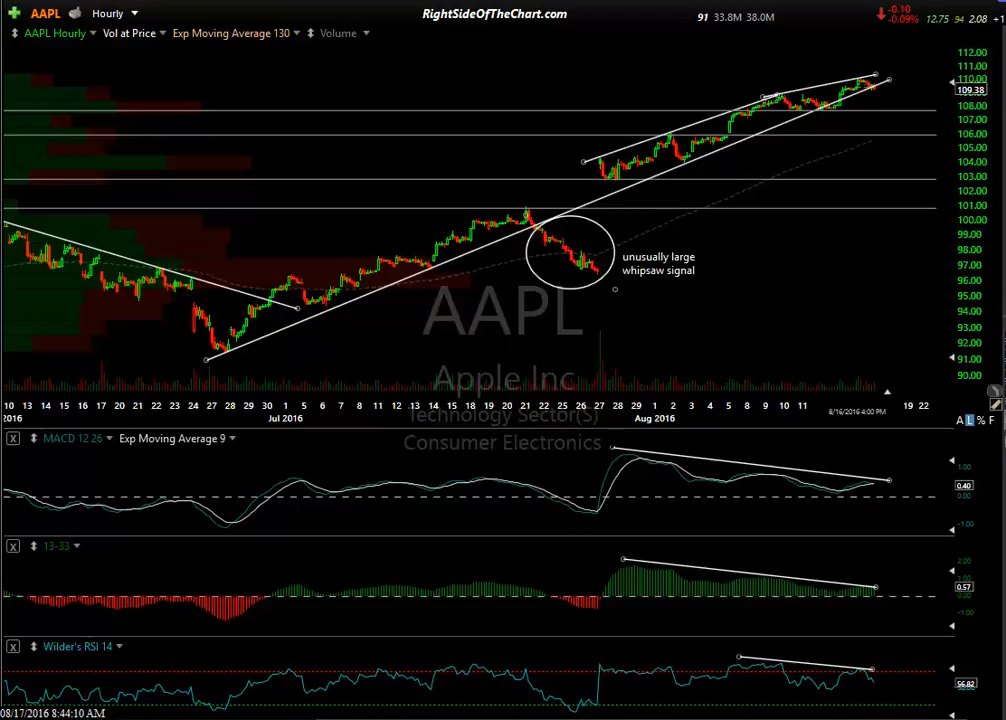 AAPL Hourly RightSideOfTheChart.com 91 33.8M 38.0M -0.10 -0.09% 12.75 94 2.08 +1
AAPL Hourly Vol at Price Exp Moving Average 130 Volume
112.00
111.00
110.00
109.38
108.00
107.00
106.00
105.00
104.00
103.00
102.00
101.00
100.00
99.00
98.00
97.00
96.00
95.00
94.00
93.00
92.00
91.00
90.00
unusually large
whipsaw signal
AAPL
Apple Inc
Technology Sector(S)
Consumer Electronics
10 13 14 15 16 17 20 21 22 23 24 27 28 29 30 1 5 6 7 8 11 12 13 14 15 18 19 20 21 22 25 26 27 28 29 1 2 3 4 5 8 9 10 11 8/16/2016 4:00 PM 19 22
2016 Jul 2016 Aug 2016
A L % F
X MACD 12 26 Exp Moving Average 9
1.00
0.40
0.00
-1.00
X 13-33
2.00
1.00
0.57
0.00
-1.00
X Wilder's RSI 14
56.82
08/17/2016 8:44:10 AM